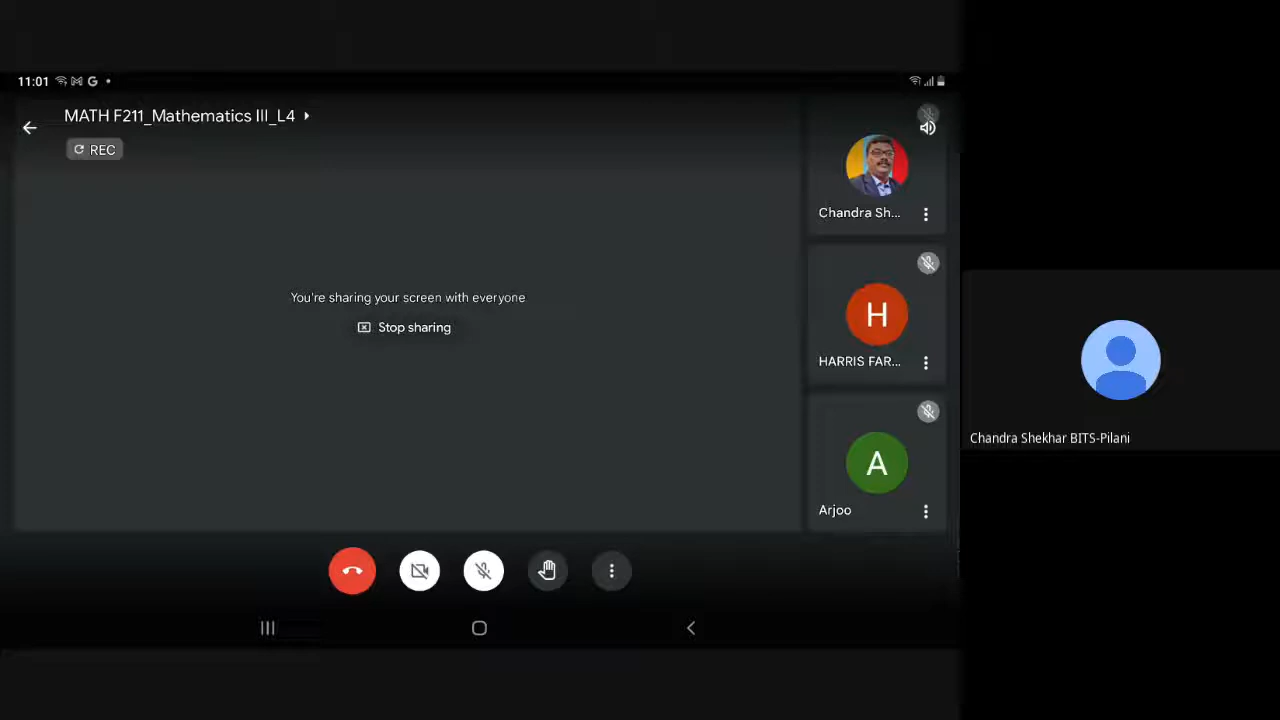 11:01
MATH F211_Mathematics III_L4
REC
You're sharing your screen with everyone
Stop sharing
Chandra Sh...
H
HARRIS FAR...
A
Arjoo
Chandra Shekhar BITS-Pilani